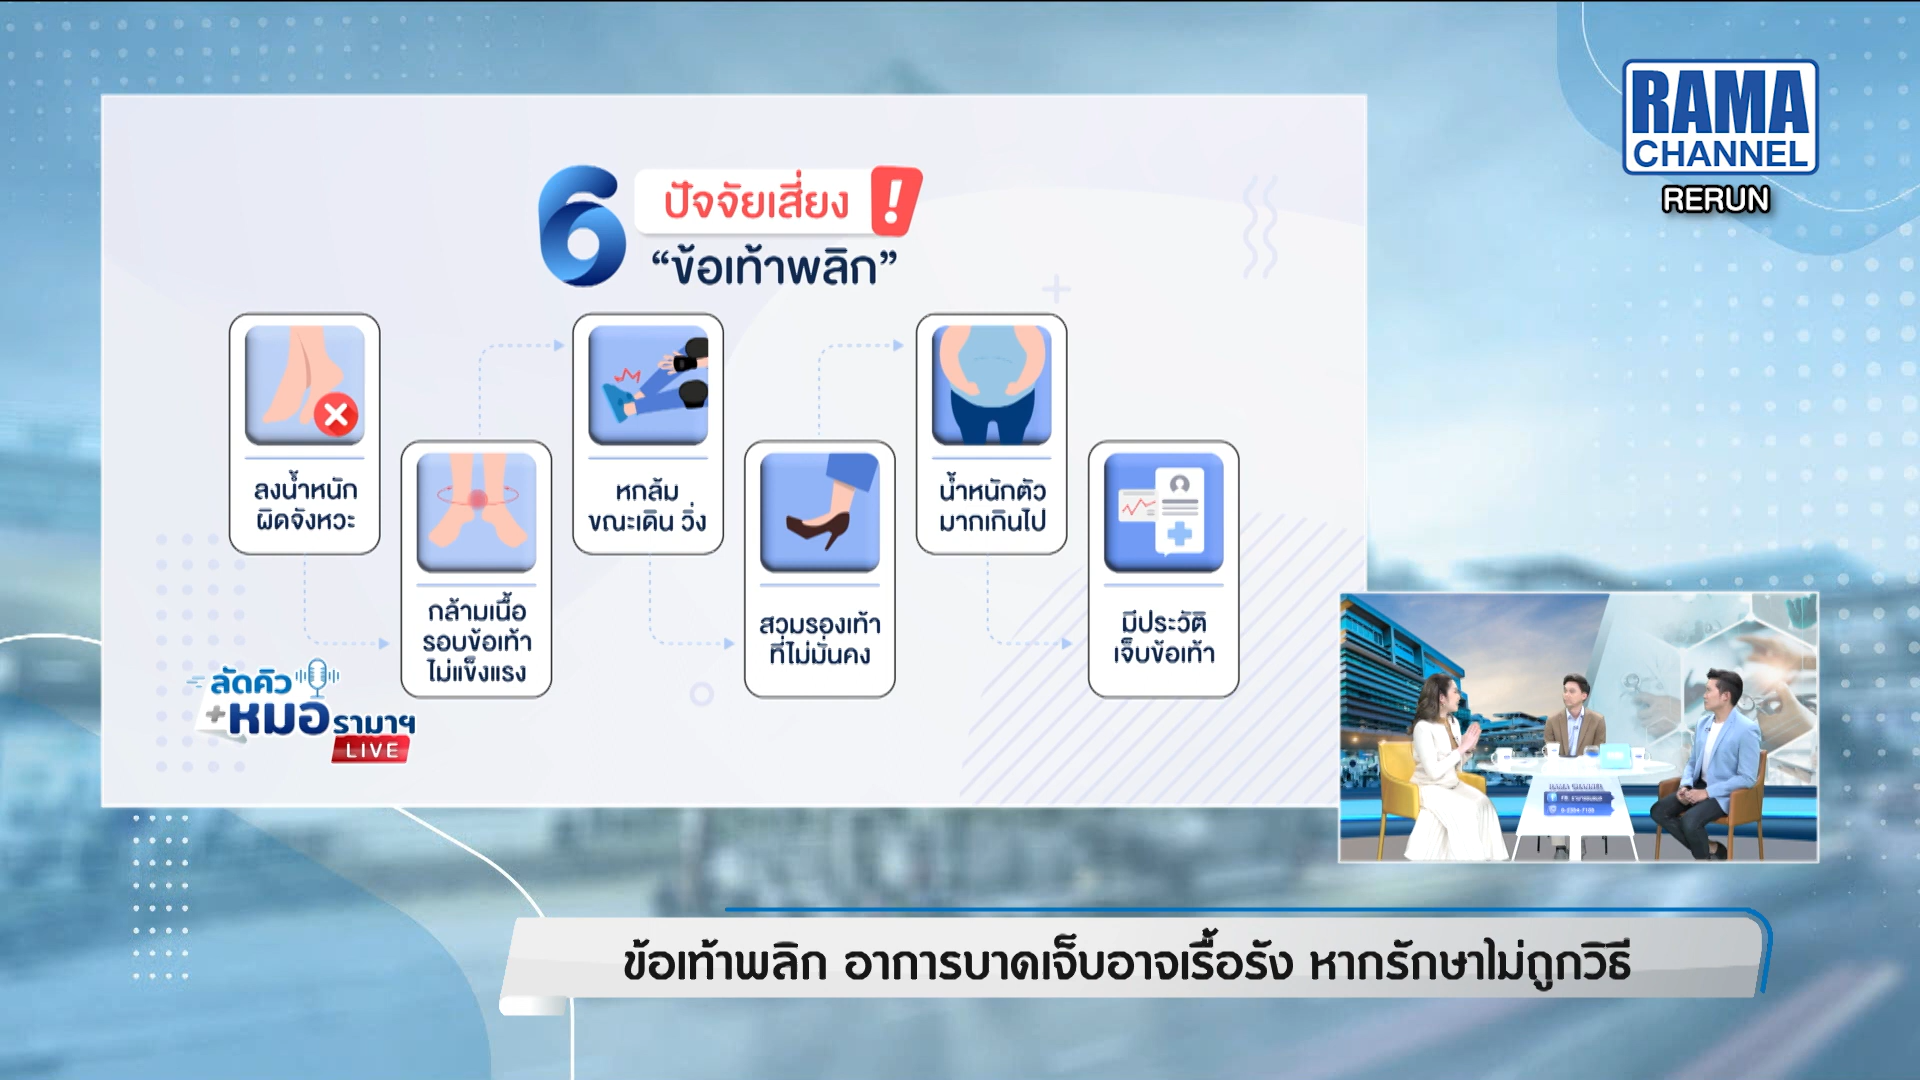 RAMA
CHANNEL
RERUN
6 ปัจจัยเสี่ยง !
“ข้อเท้าพลิก”
ลงน้ำหนัก
ผิดจังหวะ
กล้ามเนื้อ
รอบข้อเท้า
ไม่แข็งแรง
หกล้ม
ขณะเดิน วิ่ง
สวมรองเท้า
ที่ไม่มั่นคง
น้ำหนักตัว
มากเกินไป
มีประวัติ
เจ็บข้อเท้า
ลัดคิว
หมอรามาฯ
LIVE
RAMA CHANNEL
ข้อเท้าพลิก อาการบาดเจ็บอาจเรื้อรัง หากรักษาไม่ถูกวิธี